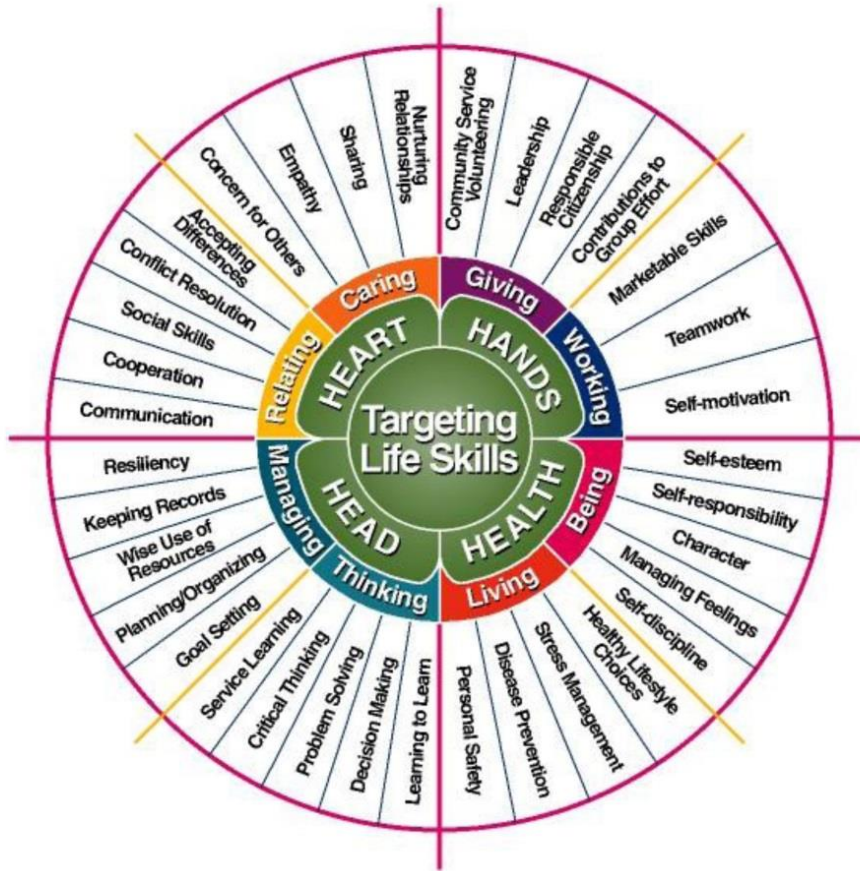 Targeting
Life Skills
HEART
HANDS
HEALTH
HEAD
Caring
Giving
Working
Being
Living
Thinking
Managing
Relating
Concern for Others
Empathy
Sharing
Nurturing
Relationships
Community Service
Volunteering
Leadership
Responsible
Citizenship
Contributions to
Group Effort
Marketable Skills
Teamwork
Self-motivation
Self-esteem
Self-responsibility
Character
Managing Feelings
Self-discipline
Healthy Lifestyle
Choices
Stress Management
Disease Prevention
Personal Safety
Learning to Learn
Decision Making
Problem Solving
Critical Thinking
Service Learning
Goal Setting
Planning/Organizing
Wise Use of
Resources
Keeping Records
Resiliency
Communication
Cooperation
Social Skills
Conflict Resolution
Accepting
Differences